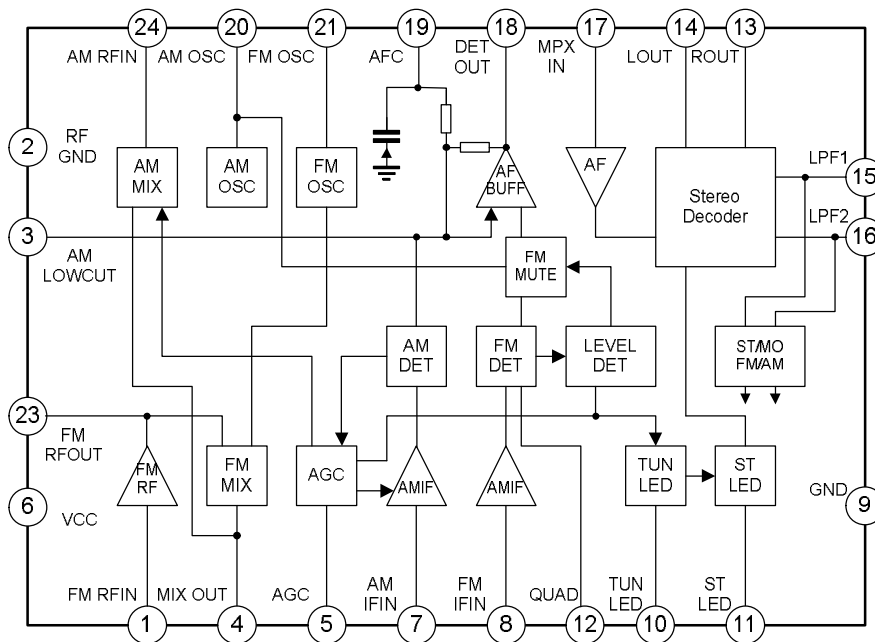 24 20 21 19 18 17 14 13
AM RFIN AM OSC FM OSC AFC DET OUT MPX IN LOUT ROUT
2
RF
GND
AM
MIX
AM
OSC
FM
OSC
AF
BUFF
AF
Stereo
Decoder
LPF1
15
LPF2
16
3
AM
LOWCUT
FM
MUTE
AM
DET
FM
DET
LEVEL
DET
ST/MO
FM/AM
23
FM
RFOUT
FM
RF
FM
MIX
AGC
AMIF
AMIF
TUN
LED
ST
LED
6
VCC
GND
9
FM RFIN MIX OUT AGC AM IFIN FM IFIN QUAD TUN LED ST LED
1 4 5 7 8 12 10 11